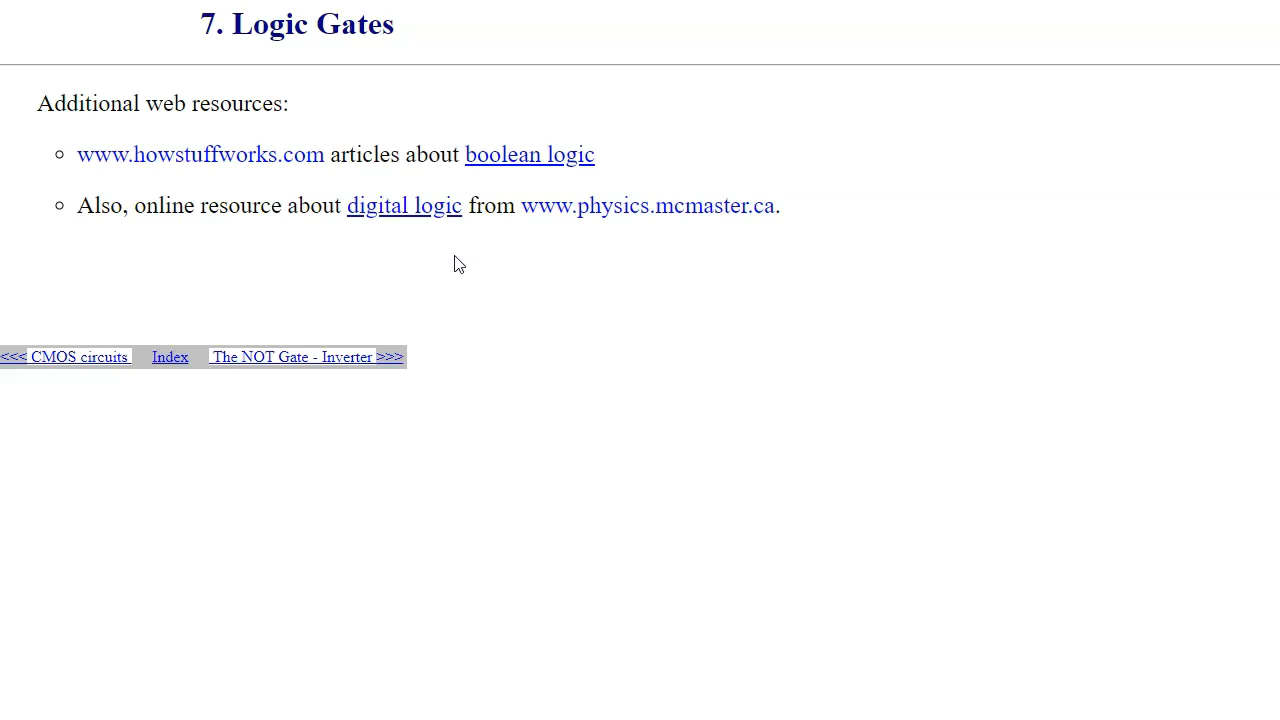 7. Logic Gates
Additional web resources:
www.howstuffworks.com articles about boolean logic
Also, online resource about digital logic from www.physics.mcmaster.ca.
<<< CMOS circuits Index The NOT Gate - Inverter >>>